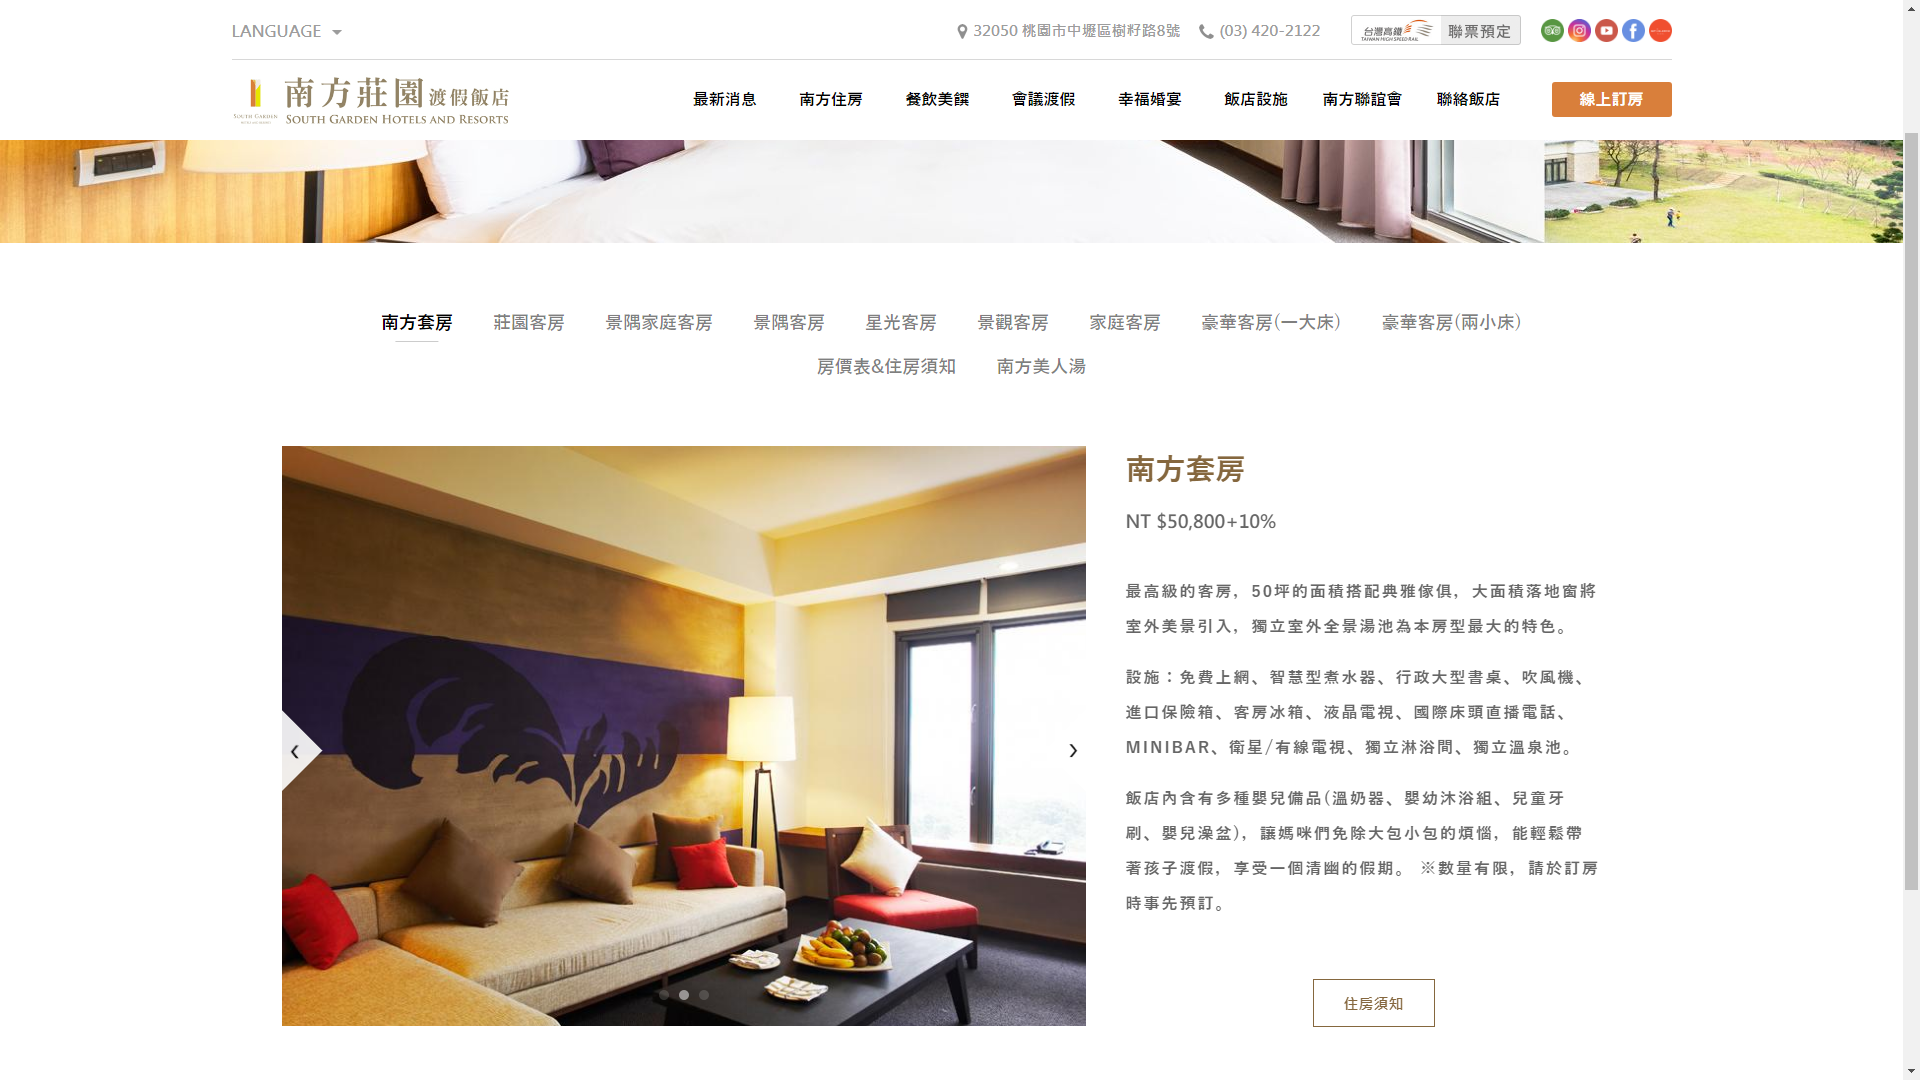 LANGUAGE
32050 桃園市中壢區樹籽路8號
(03) 420-2122
台灣高鐵
TAIWAN HIGH SPEED RAIL
聯票預定
南方莊園渡假飯店
SOUTH GARDEN HOTELS AND RESORTS
SOUTH GARDEN
最新消息
南方住房
餐飲美饌
會議渡假
幸福婚宴
飯店設施
南方聯誼會
聯絡飯店
線上訂房
南方套房
莊園客房
景隅家庭客房
景隅客房
星光客房
景觀客房
家庭客房
豪華客房(一大床)
豪華客房(兩小床)
房價表&住房須知
南方美人湯
南方套房
NT $50,800+10%
最高級的客房，50坪的面積搭配典雅傢俱，大面積落地窗將
室外美景引入，獨立室外全景湯池為本房型最大的特色。
設施：免費上網、智慧型煮水器、行政大型書桌、吹風機、
進口保險箱、客房冰箱、液晶電視、國際床頭直播電話、
MINIBAR、衛星/有線電視、獨立淋浴間、獨立溫泉池。
飯店內含有多種嬰兒備品(溫奶器、嬰幼沐浴組、兒童牙
刷、嬰兒澡盆)，讓媽咪們免除大包小包的煩惱，能輕鬆帶
著孩子渡假，享受一個清幽的假期。 ※數量有限，請於訂房
時事先預訂。
住房須知